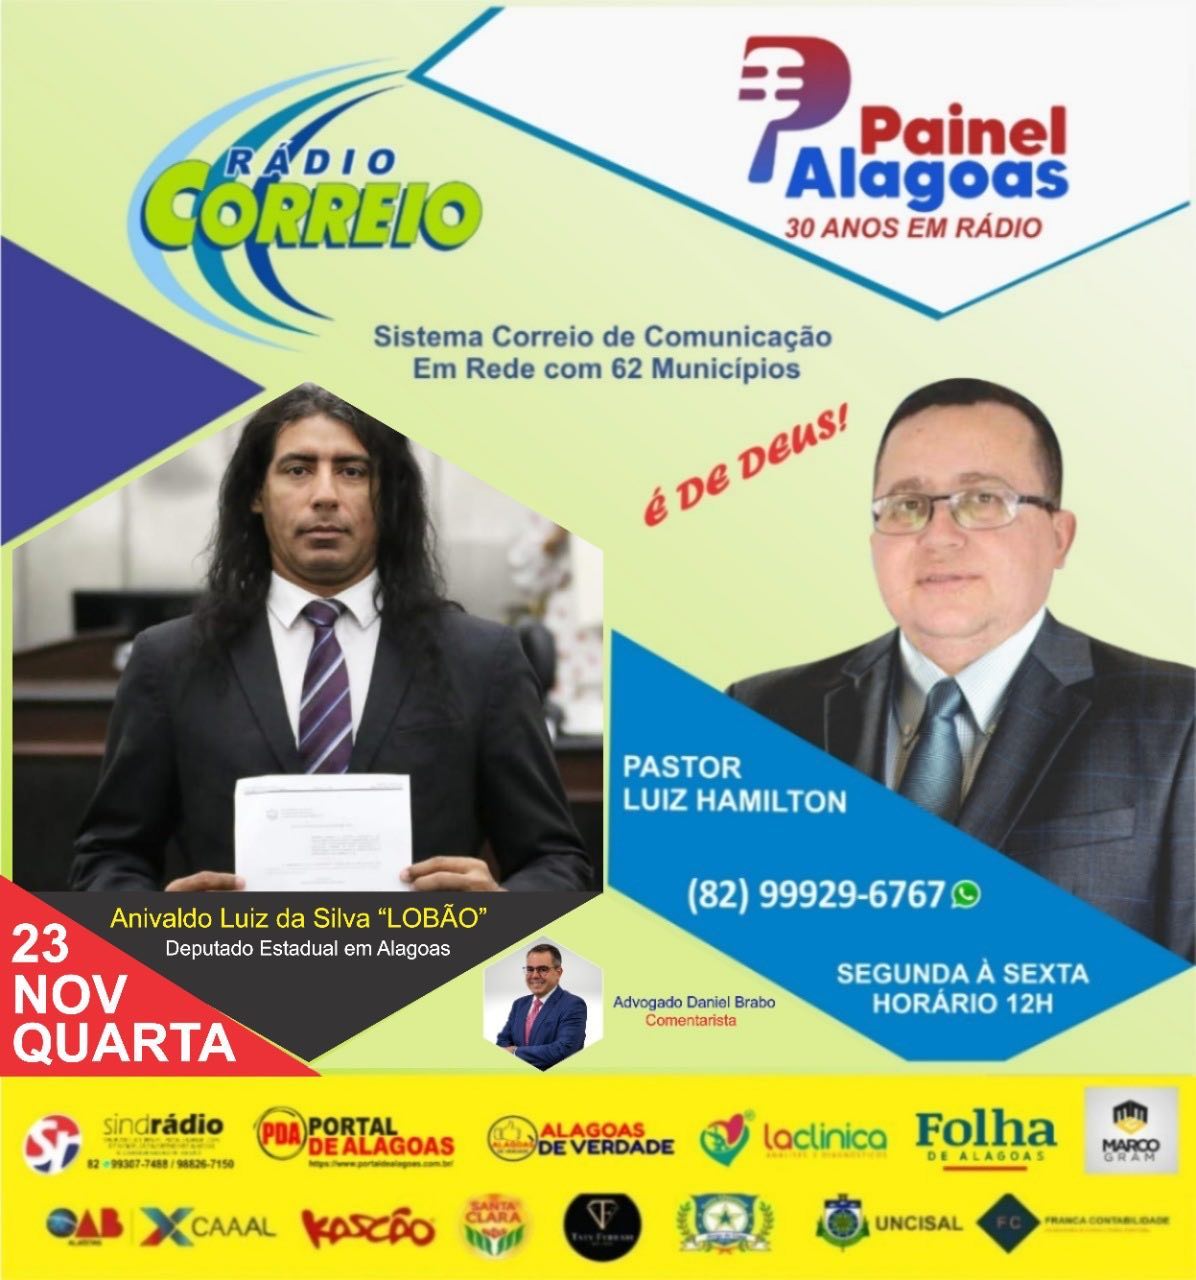 RÁDIO
CORREIO
Painel
Alagoas
30 ANOS EM RÁDIO
Sistema Correio de Comunicação
Em Rede com 62 Municípios
é DE DEUS!
PASTOR
LUIZ HAMILTON
(82) 99929-6767
SEGUNDA À SEXTA
HORÁRIO 12H
Anivaldo Luiz da Silva “LOBÃO”
Deputado Estadual em Alagoas
23
NOV
QUARTA
Advogado Daniel Brabo
Comentarista
sindrádio
82 99307-7488 / 98826-7150
PDA PORTAL
DE ALAGOAS
https://www.portaldealagoas.com.br/
ALAGOAS
DE VERDADE
laclinica
ANÁLISES E DIAGNÓSTICOS
Folha
DE ALAGOAS
MARCO
GRAM
OAB
ALAGOAS
CAAAL
KASCÃO
SANTA
CLARA
TF
UNCISAL
FC
FRANCA CONTABILIDADE